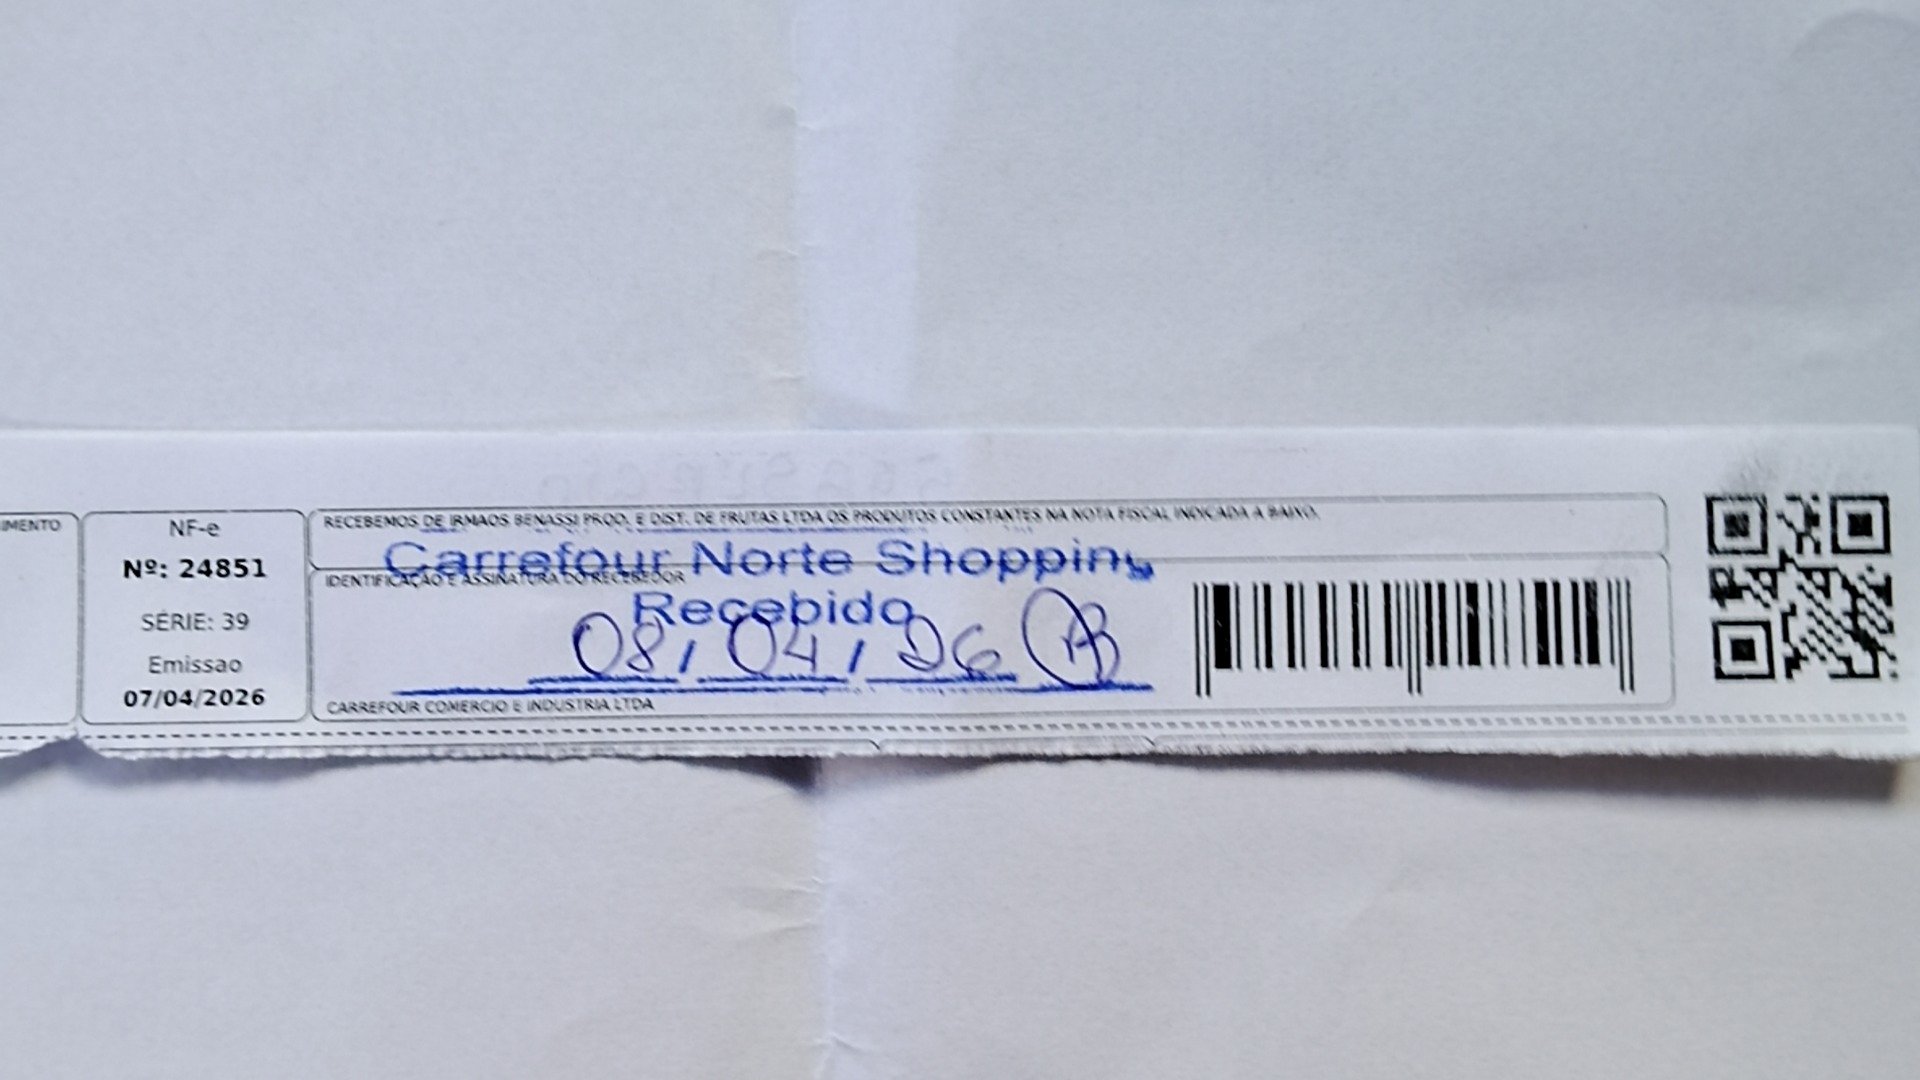 IMENTO
NF-e
Nº: 24851
SÉRIE: 39
Emissao
07/04/2026
RECEBEMOS DE IRMAOS BENASSI PROD. E DIST. DE FRUTAS LTDA OS PRODUTOS CONSTANTES NA NOTA FISCAL INDICADA A BAIXO.
Carrefour Norte Shopping
IDENTIFICAÇÃO E ASSINATURA DO RECEBEDOR
Recebido
08/04/26
CARREFOUR COMERCIO E INDUSTRIA LTDA